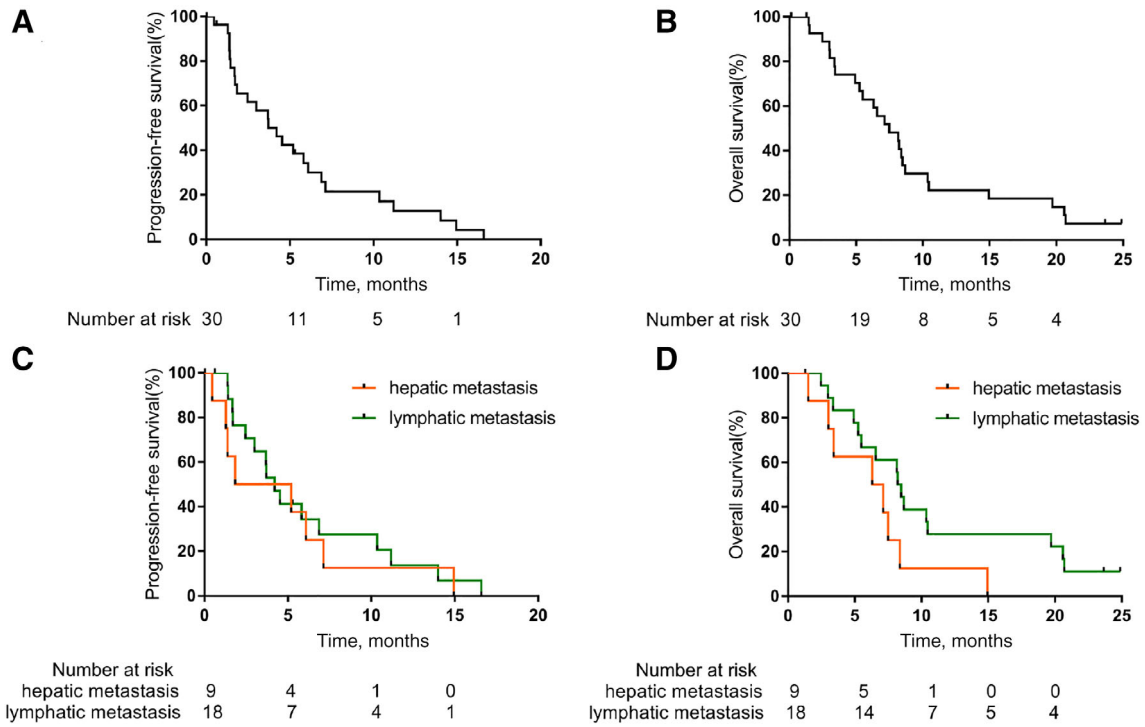 A
Progression-free survival(%)
100
80
60
40
20
0
0 5 10 15 20
Time, months
Number at risk 30 11 5 1
B
Overall survival(%)
100
80
60
40
20
0
0 5 10 15 20 25
Time, months
Number at risk 30 19 8 5 4
C
Progression-free survival(%)
100
80
60
40
20
0
hepatic metastasis
lymphatic metastasis
0 5 10 15 20
Time, months
Number at risk
hepatic metastasis 9 4 1 0
lymphatic metastasis 18 7 4 1
D
Overall survival(%)
100
80
60
40
20
0
hepatic metastasis
lymphatic metastasis
0 5 10 15 20 25
Time, months
Number at risk
hepatic metastasis 9 5 1 0 0
lymphatic metastasis 18 14 7 5 4